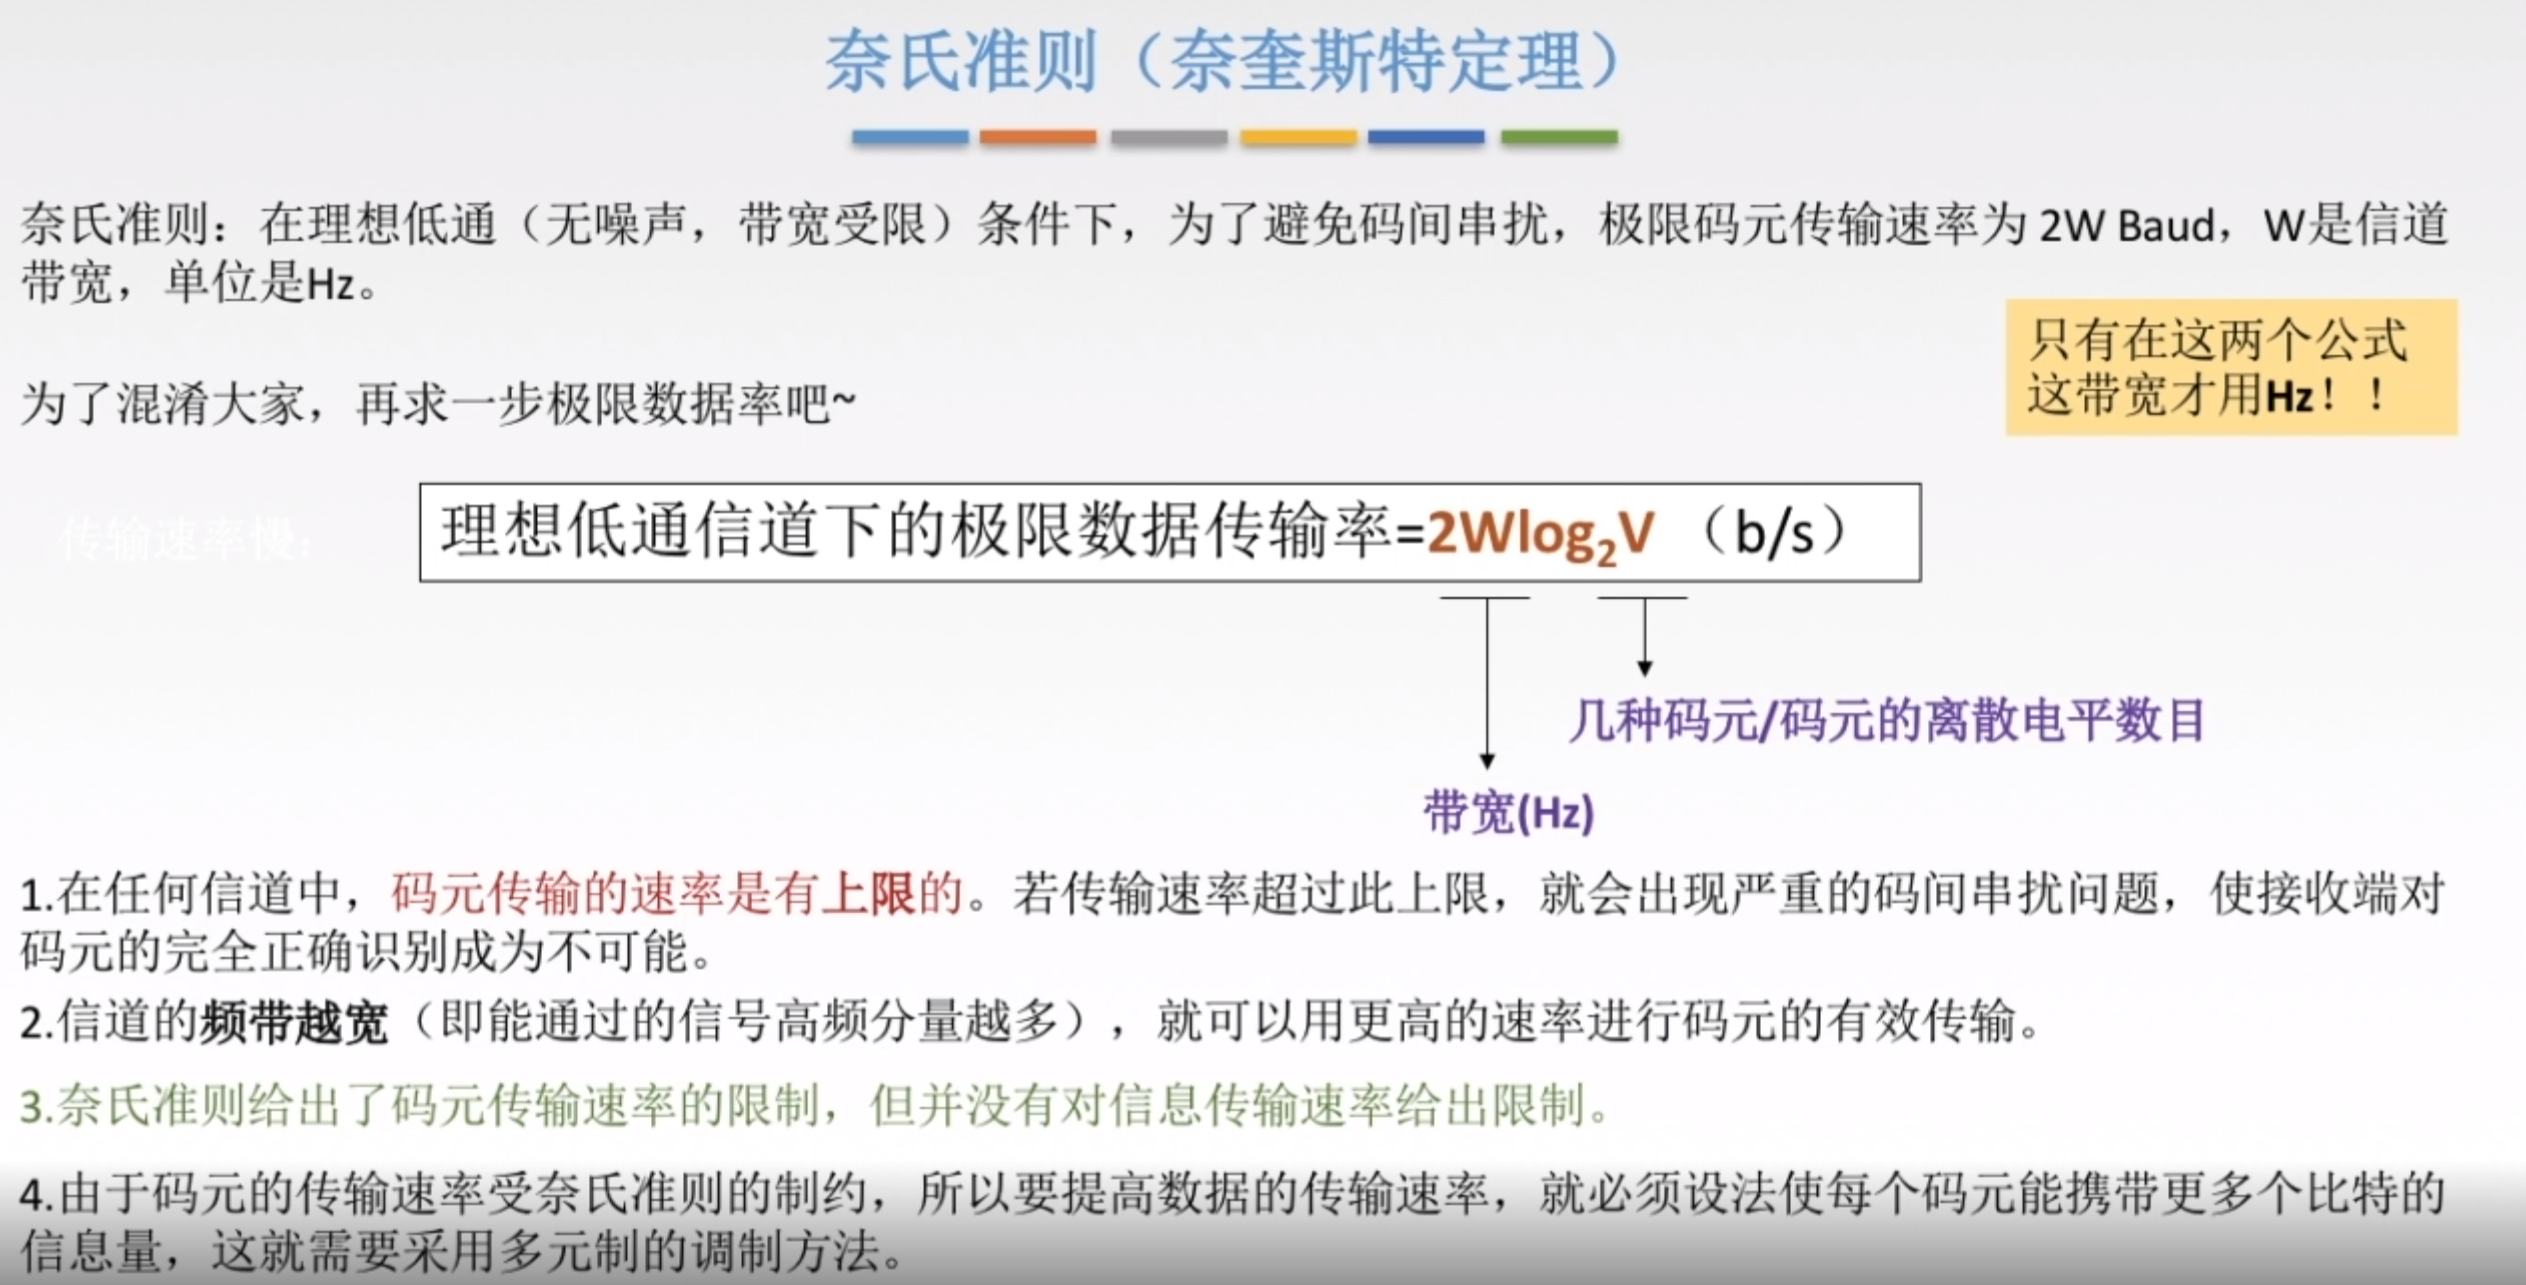 奈氏准则（奈奎斯特定理）
奈氏准则：在理想低通（无噪声，带宽受限）条件下，为了避免码间串扰，极限码元传输速率为 2W Baud，W是信道
带宽，单位是Hz。
只有在这两个公式
这带宽才用Hz！！
为了混淆大家，再求一步极限数据率吧~
传输速率慢：
理想低通信道下的极限数据传输率=2Wlog₂V （b/s）
几种码元/码元的离散电平数目
带宽(Hz)
1.在任何信道中，码元传输的速率是有上限的。若传输速率超过此上限，就会出现严重的码间串扰问题，使接收端对
码元的完全正确识别成为不可能。
2.信道的频带越宽（即能通过的信号高频分量越多），就可以用更高的速率进行码元的有效传输。
3.奈氏准则给出了码元传输速率的限制，但并没有对信息传输速率给出限制。
4.由于码元的传输速率受奈氏准则的制约，所以要提高数据的传输速率，就必须设法使每个码元能携带更多个比特的
信息量，这就需要采用多元制的调制方法。